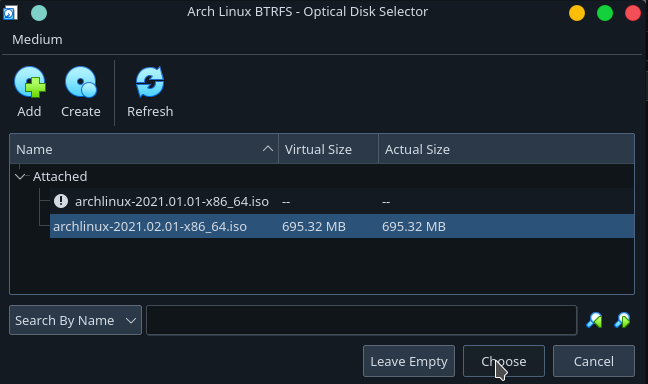 Arch Linux BTRFS - Optical Disk Selector
Medium
Add Create Refresh
Name Virtual Size Actual Size
Attached
archlinux-2021.01.01-x86_64.iso -- --
archlinux-2021.02.01-x86_64.iso 695.32 MB 695.32 MB
Search By Name
Leave Empty Choose Cancel